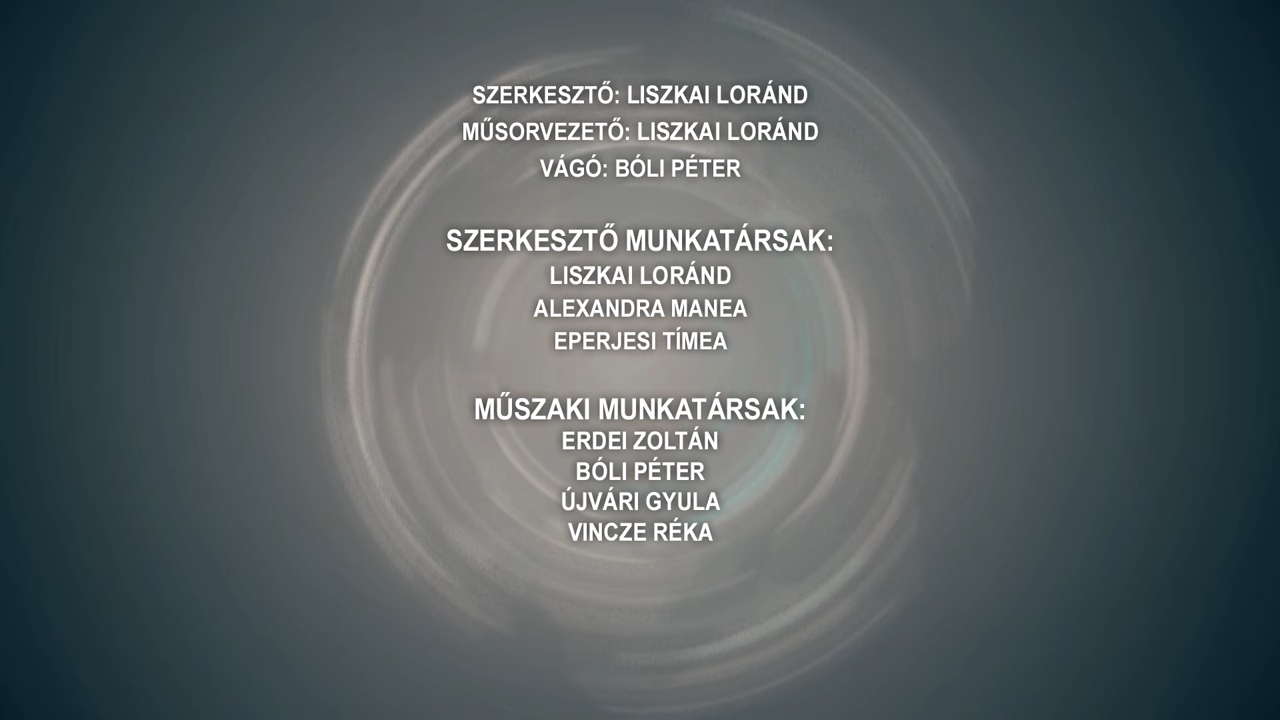 SZERKESZTŐ: LISZKAI LORÁND
MŰSORVEZETŐ: LISZKAI LORÁND
VÁGÓ: BÓLI PÉTER
SZERKESZTŐ MUNKATÁRSAK:
LISZKAI LORÁND
ALEXANDRA MANEA
EPERJESI TÍMEA
MŰSZAKI MUNKATÁRSAK:
ERDEI ZOLTÁN
BÓLI PÉTER
ÚJVÁRI GYULA
VINCZE RÉKA